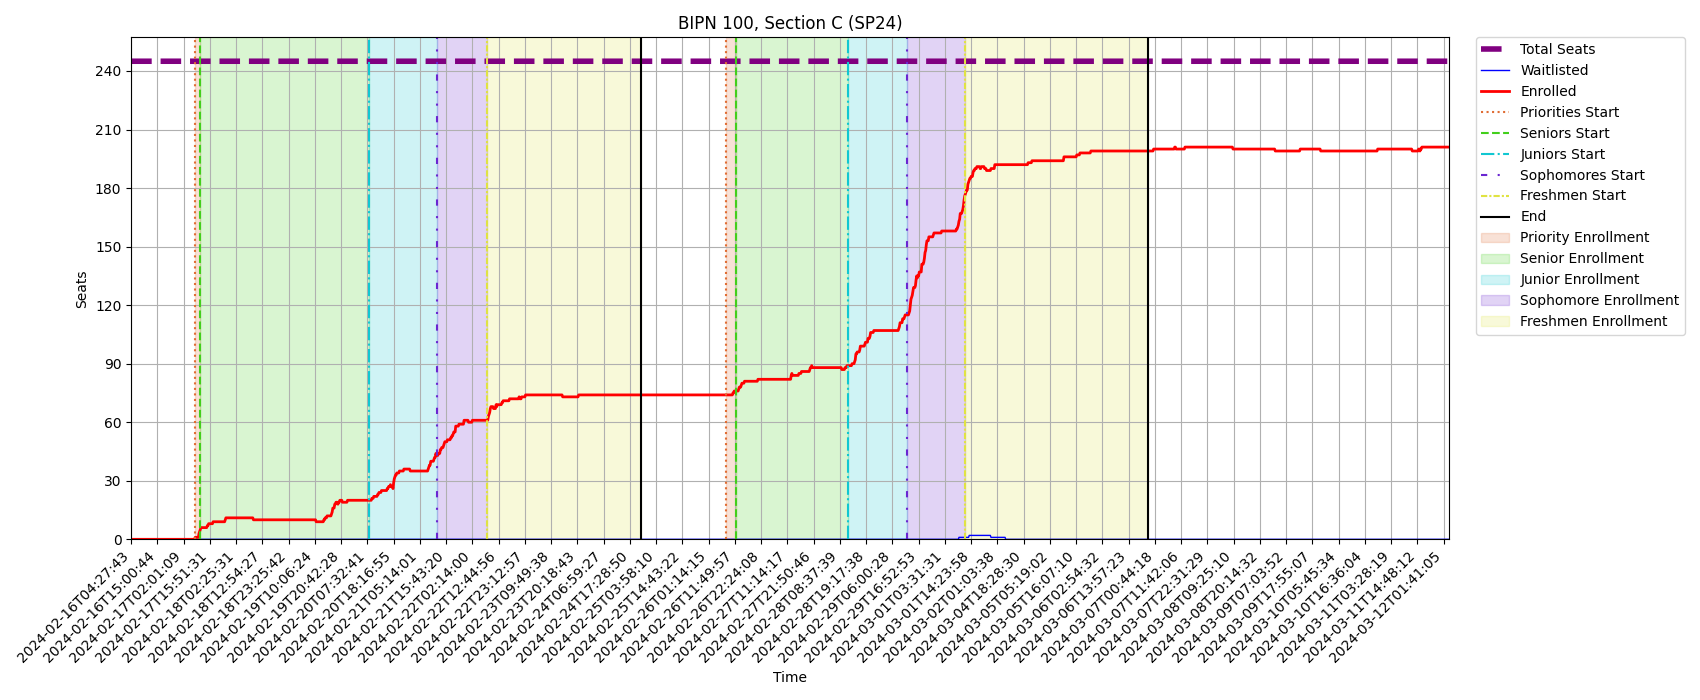 BIPN 100, Section C (SP24)
Seats
240
210
180
150
120
90
60
30
0
2024-02-16T04:27:43
2024-02-16T15:00:44
2024-02-17T02:01:09
2024-02-17T15:51:31
2024-02-18T02:25:31
2024-02-18T12:54:27
2024-02-18T23:25:42
2024-02-19T10:06:24
2024-02-19T20:42:28
2024-02-20T07:32:41
2024-02-20T18:16:55
2024-02-21T05:14:01
2024-02-21T15:43:20
2024-02-22T02:14:00
2024-02-22T12:44:56
2024-02-22T23:12:57
2024-02-23T09:49:38
2024-02-23T20:18:43
2024-02-24T06:59:27
2024-02-24T17:28:50
2024-02-25T03:58:10
2024-02-25T14:43:22
2024-02-26T01:14:15
2024-02-26T11:49:57
2024-02-26T22:24:08
2024-02-27T11:14:17
2024-02-27T21:50:46
2024-02-28T08:37:39
2024-02-28T19:17:38
2024-02-29T06:00:28
2024-02-29T16:52:53
2024-03-01T03:31:31
2024-03-01T14:23:58
2024-03-02T01:03:38
2024-03-04T18:28:30
2024-03-05T05:19:02
2024-03-05T16:07:10
2024-03-06T02:54:32
2024-03-06T13:57:23
2024-03-07T00:44:18
2024-03-07T11:42:06
2024-03-07T22:31:29
2024-03-08T09:25:10
2024-03-08T20:14:32
2024-03-09T07:03:52
2024-03-09T17:55:07
2024-03-10T05:45:34
2024-03-10T16:36:04
2024-03-11T03:28:19
2024-03-11T14:48:12
2024-03-12T01:41:05
Time
Total Seats
Waitlisted
Enrolled
Priorities Start
Seniors Start
Juniors Start
Sophomores Start
Freshmen Start
End
Priority Enrollment
Senior Enrollment
Junior Enrollment
Sophomore Enrollment
Freshmen Enrollment